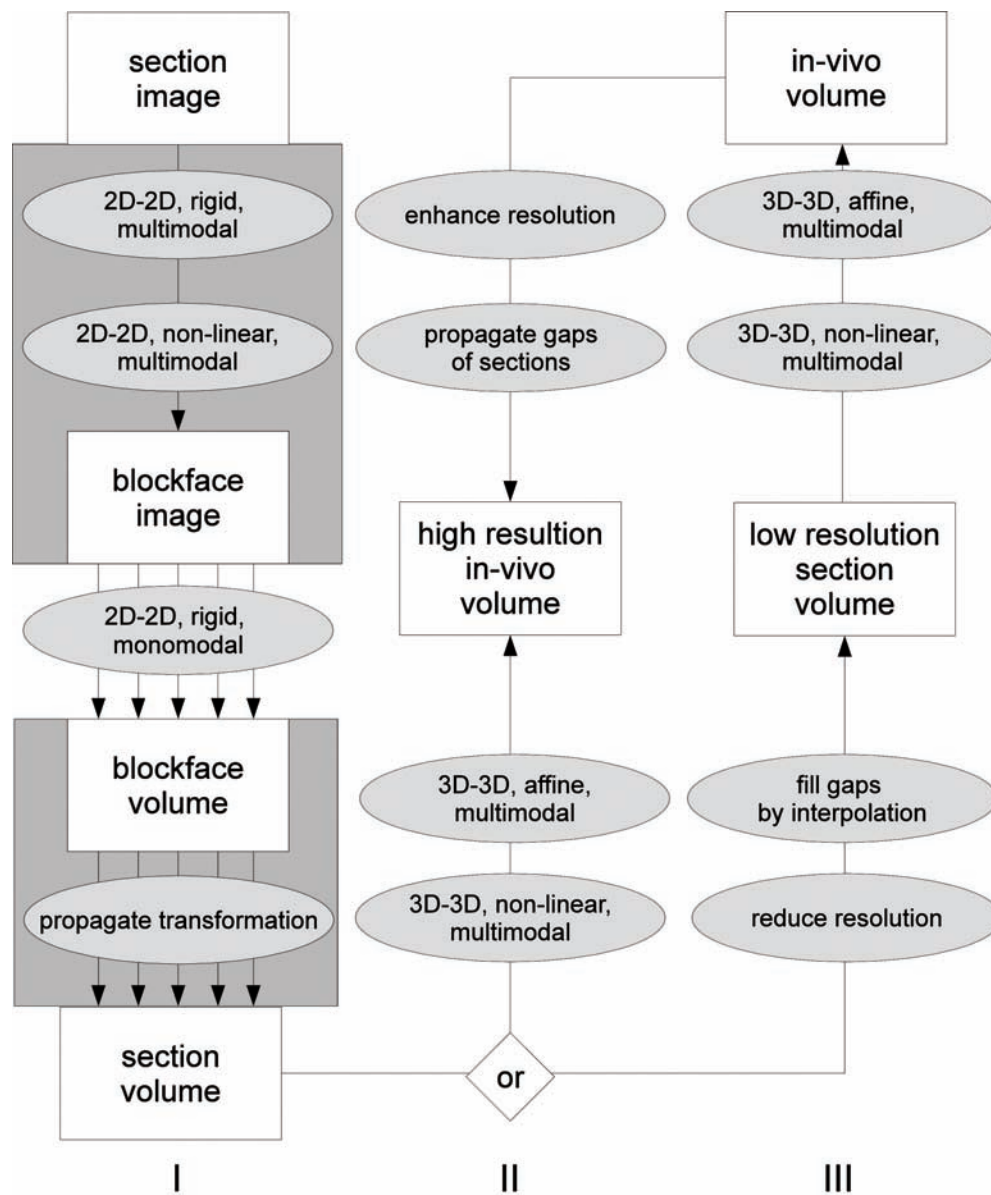 section
image
2D-2D, rigid,
multimodal
2D-2D, non-linear,
multimodal
blockface
image
2D-2D, rigid,
monomodal
blockface
volume
propagate transformation
section
volume
I
enhance resolution
propagate gaps
of sections
high resultion
in-vivo
volume
3D-3D, affine,
multimodal
3D-3D, non-linear,
multimodal
or
II
in-vivo
volume
3D-3D, affine,
multimodal
3D-3D, non-linear,
multimodal
low resolution
section
volume
fill gaps
by interpolation
reduce resolution
III